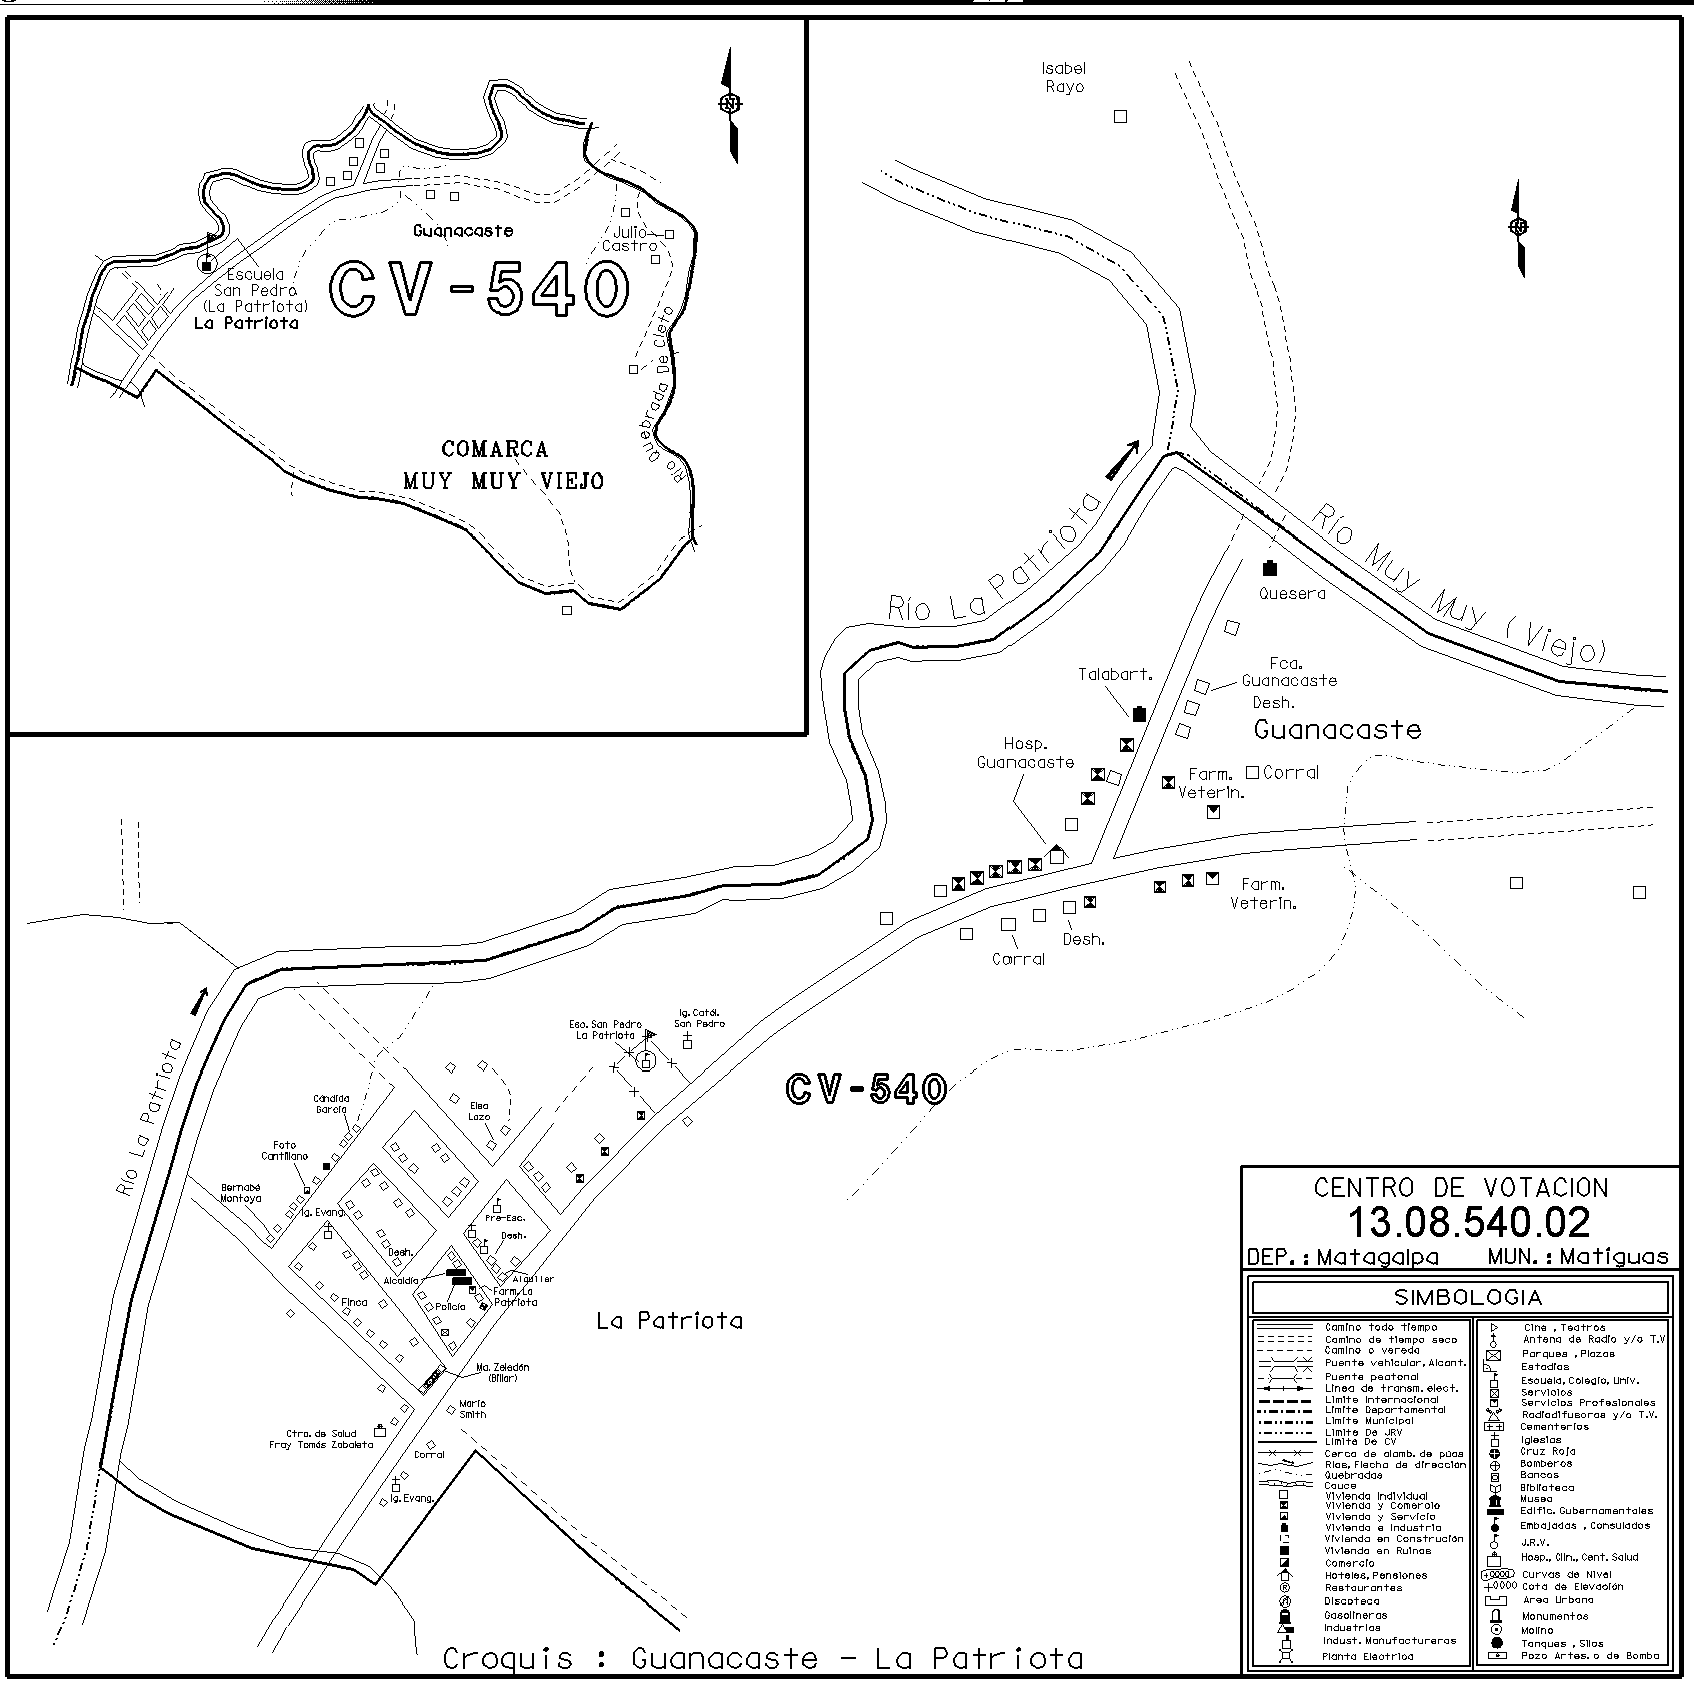 Isabel
Rayo
N
N
Guanacaste
Julio
Castro
CV-540
Escuela
San Pedro
(La Patriota)
La Patriota
Río Quebrada De Cleto
COMARCA
MUY MUY VIEJO
Río La Patriota
Río Muy Muy (Viejo)
Quesera
Talabart.
Fca.
Guanacaste
Desh.
Guanacaste
Hosp.
Guanacaste
Farm.
Veterin.
Corral
Farm.
Veterin.
Desh.
Corral
Río La Patriota
Esc. San Pedro
La Patriota
Ig. Catól.
San Pedro
CV-540
Cándida
García
Elsa
Lazo
Foto
Cantillano
Bernabé
Montoya
Ig. Evang.
Pre-Esc.
Desh.
Desh.
Alcaldía
Alquiler
Farm. La
Patriota
Finca
Policía
La Patriota
Ma. Zeledón
(Billar)
Mario
Smith
Ctro. de Salud
Fray Tomás Zabaleta
Corral
Ig. Evang.
Croquis : Guanacaste - La Patriota
CENTRO DE VOTACION
13.08.540.02
DEP.: Matagalpa MUN.: Matiguas
SIMBOLOGIA
Camino todo tiempo
Camino de tiempo seco
Camino o vereda
Puente vehicular, Alcant.
Puente peatonal
Linea de transm. elect.
Limite Internacional
Limite Departamental
Limite Municipal
Limite De JRV
Limite De CV
Cerca de alamb. de puas
Rios, Flecha de dirección
Quebradas
Cauce
Vivienda Individual
Vivienda y Comercio
Vivienda y Servicio
Vivienda e Industria
Vivienda en Construción
Vivienda en Ruinas
Comercio
Hoteles, Pensiones
Restaurantes
Discoteca
Gasolineras
Industrias
Indust. Manufactureras
Planta Electrica
Cine , Teatros
Antena de Radio y/o T.V
Parques , Plazas
Estadios
Escuela, Colegio, Univ.
Servicios
Servicios Profesionales
Radiodifusoras y/o T.V.
Cementerios
Iglesias
Cruz Roja
Bomberos
Bancos
Biblioteca
Museo
Edific. Gubernamentales
Embajadas , Consulados
J.R.V.
Hosp., Clin., Cent. Salud
Curvas de Nivel
Cota de Elevación
Area Urbana
Monumentos
Molino
Tanques , Silos
Pozo Artes. o de Bomba